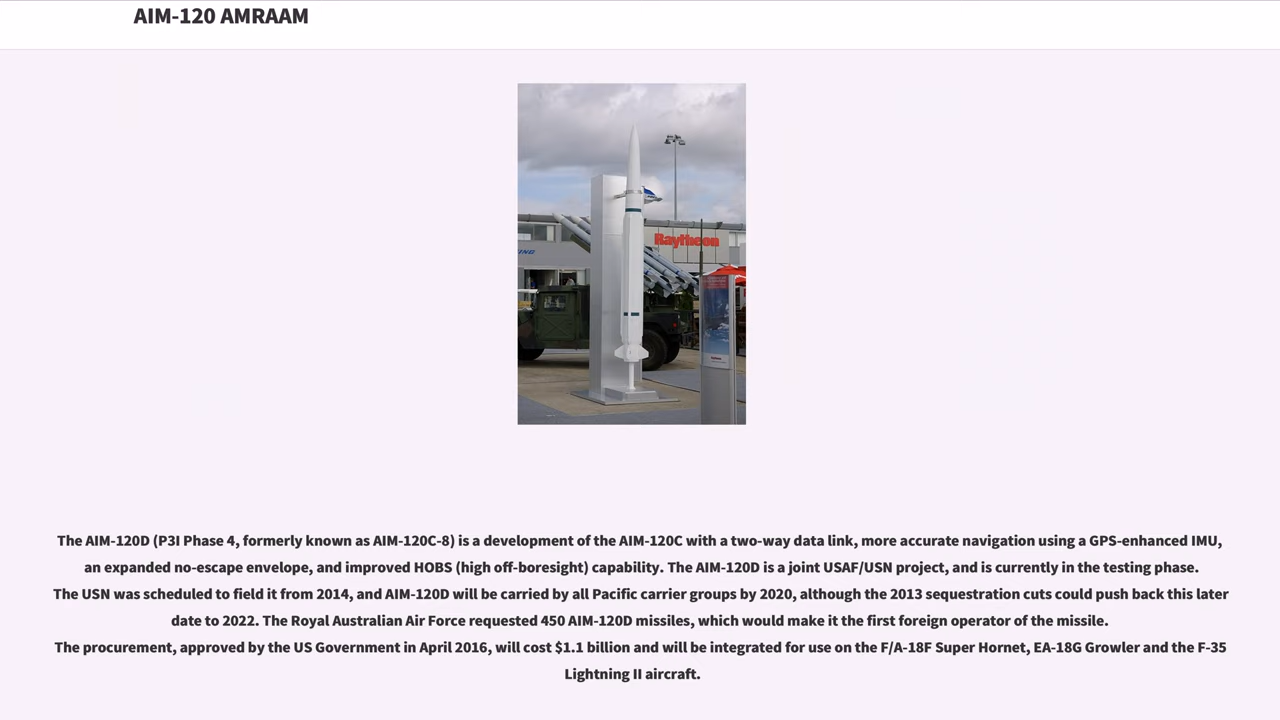 AIM-120 AMRAAM
Raytheon
The AIM-120D (P3I Phase 4, formerly known as AIM-120C-8) is a development of the AIM-120C with a two-way data link, more accurate navigation using a GPS-enhanced IMU,
an expanded no-escape envelope, and improved HOBS (high off-boresight) capability. The AIM-120D is a joint USAF/USN project, and is currently in the testing phase.
The USN was scheduled to field it from 2014, and AIM-120D will be carried by all Pacific carrier groups by 2020, although the 2013 sequestration cuts could push back this later
date to 2022. The Royal Australian Air Force requested 450 AIM-120D missiles, which would make it the first foreign operator of the missile.
The procurement, approved by the US Government in April 2016, will cost $1.1 billion and will be integrated for use on the F/A-18F Super Hornet, EA-18G Growler and the F-35
Lightning II aircraft.